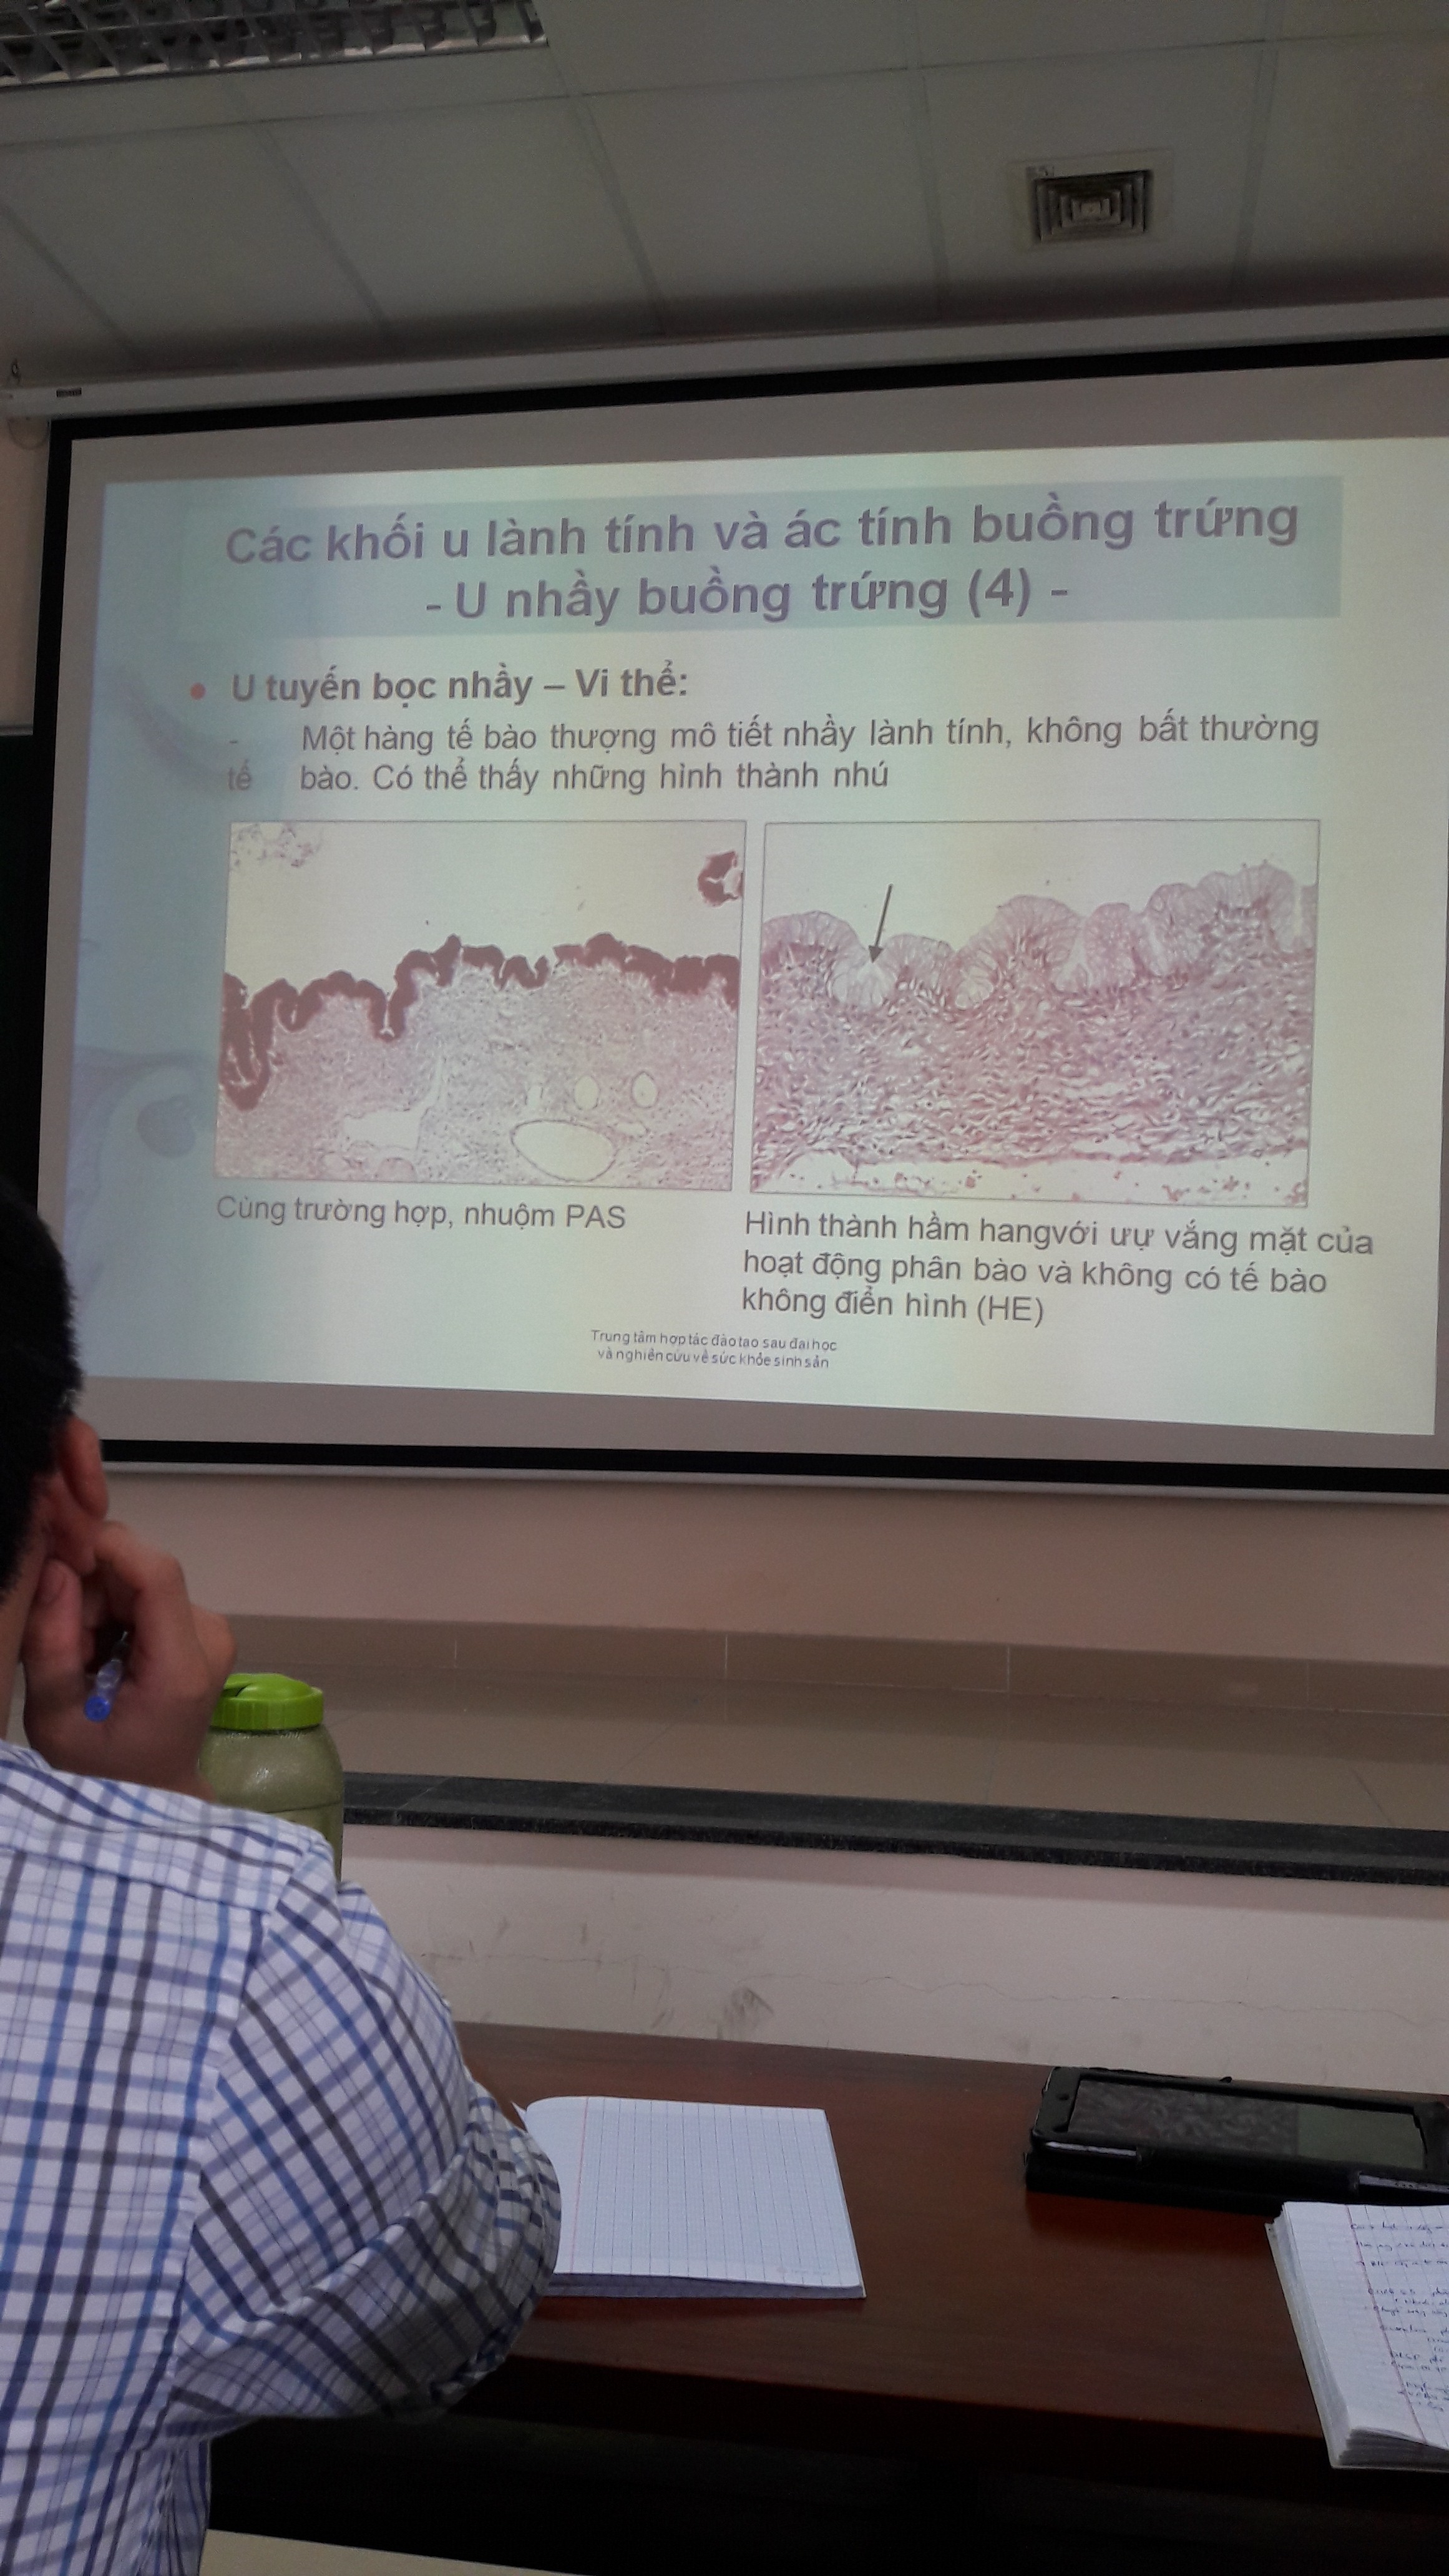 Các khối u lành tính và ác tính buồng trứng
- U nhầy buồng trứng (4) -
• U tuyến bọc nhầy – Vi thể:
- Một hàng tế bào thượng mô tiết nhầy lành tính, không bất thường
tế bào. Có thể thấy những hình thành nhú
Cùng trường hợp, nhuộm PAS
Hình thành hầm hangvới ưự vắng mặt của
hoạt động phân bào và không có tế bào
không điển hình (HE)
Trung tâm hợp tác đào tạo sau đại học
và nghiên cứu về sức khỏe sinh sản